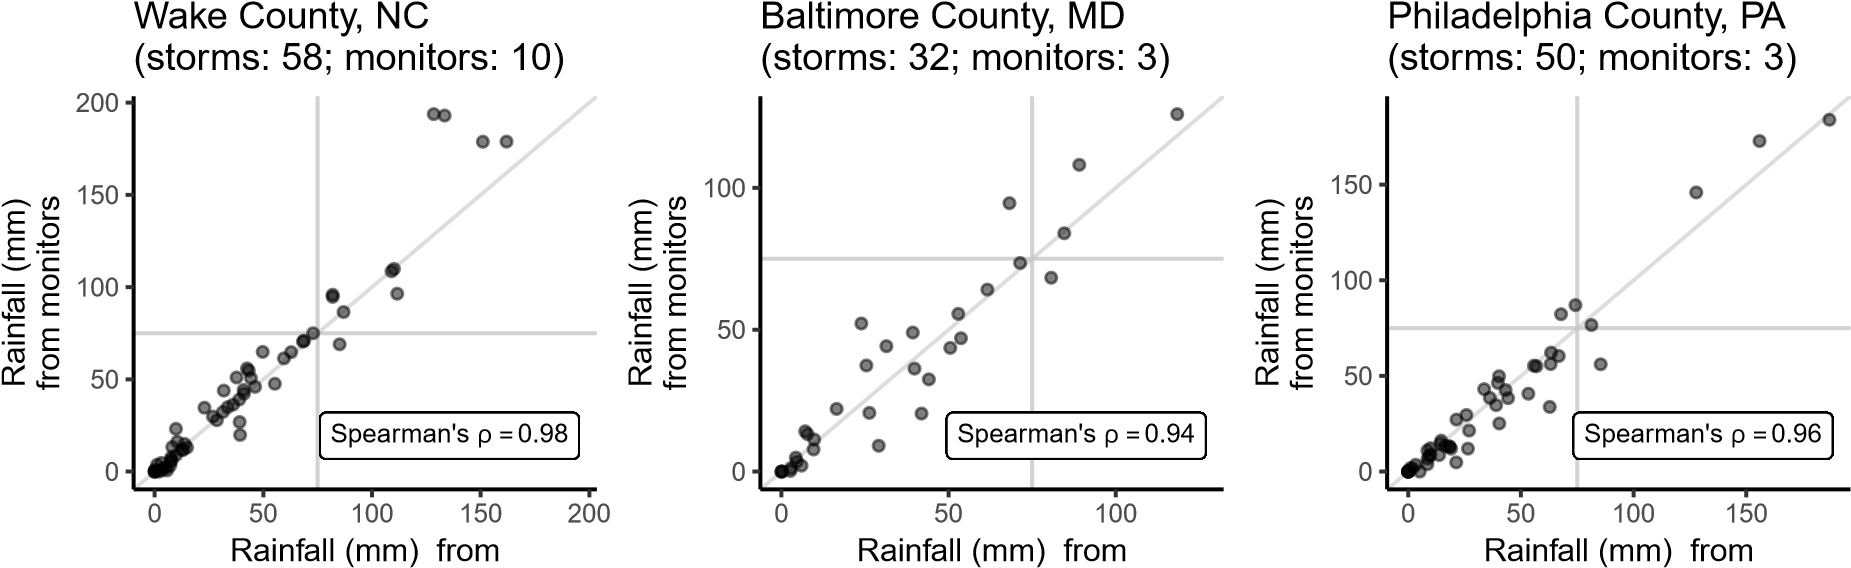 Wake County, NC
(storms: 58; monitors: 10)
Rainfall (mm)
from monitors
200
150
100
50
0
Spearman's ρ = 0.98
0 50 100 150 200
Rainfall (mm) from
Baltimore County, MD
(storms: 32; monitors: 3)
Rainfall (mm)
from monitors
100
50
0
Spearman's ρ = 0.94
0 50 100
Rainfall (mm) from
Philadelphia County, PA
(storms: 50; monitors: 3)
Rainfall (mm)
from monitors
150
100
50
0
Spearman's ρ = 0.96
0 50 100 150
Rainfall (mm) from